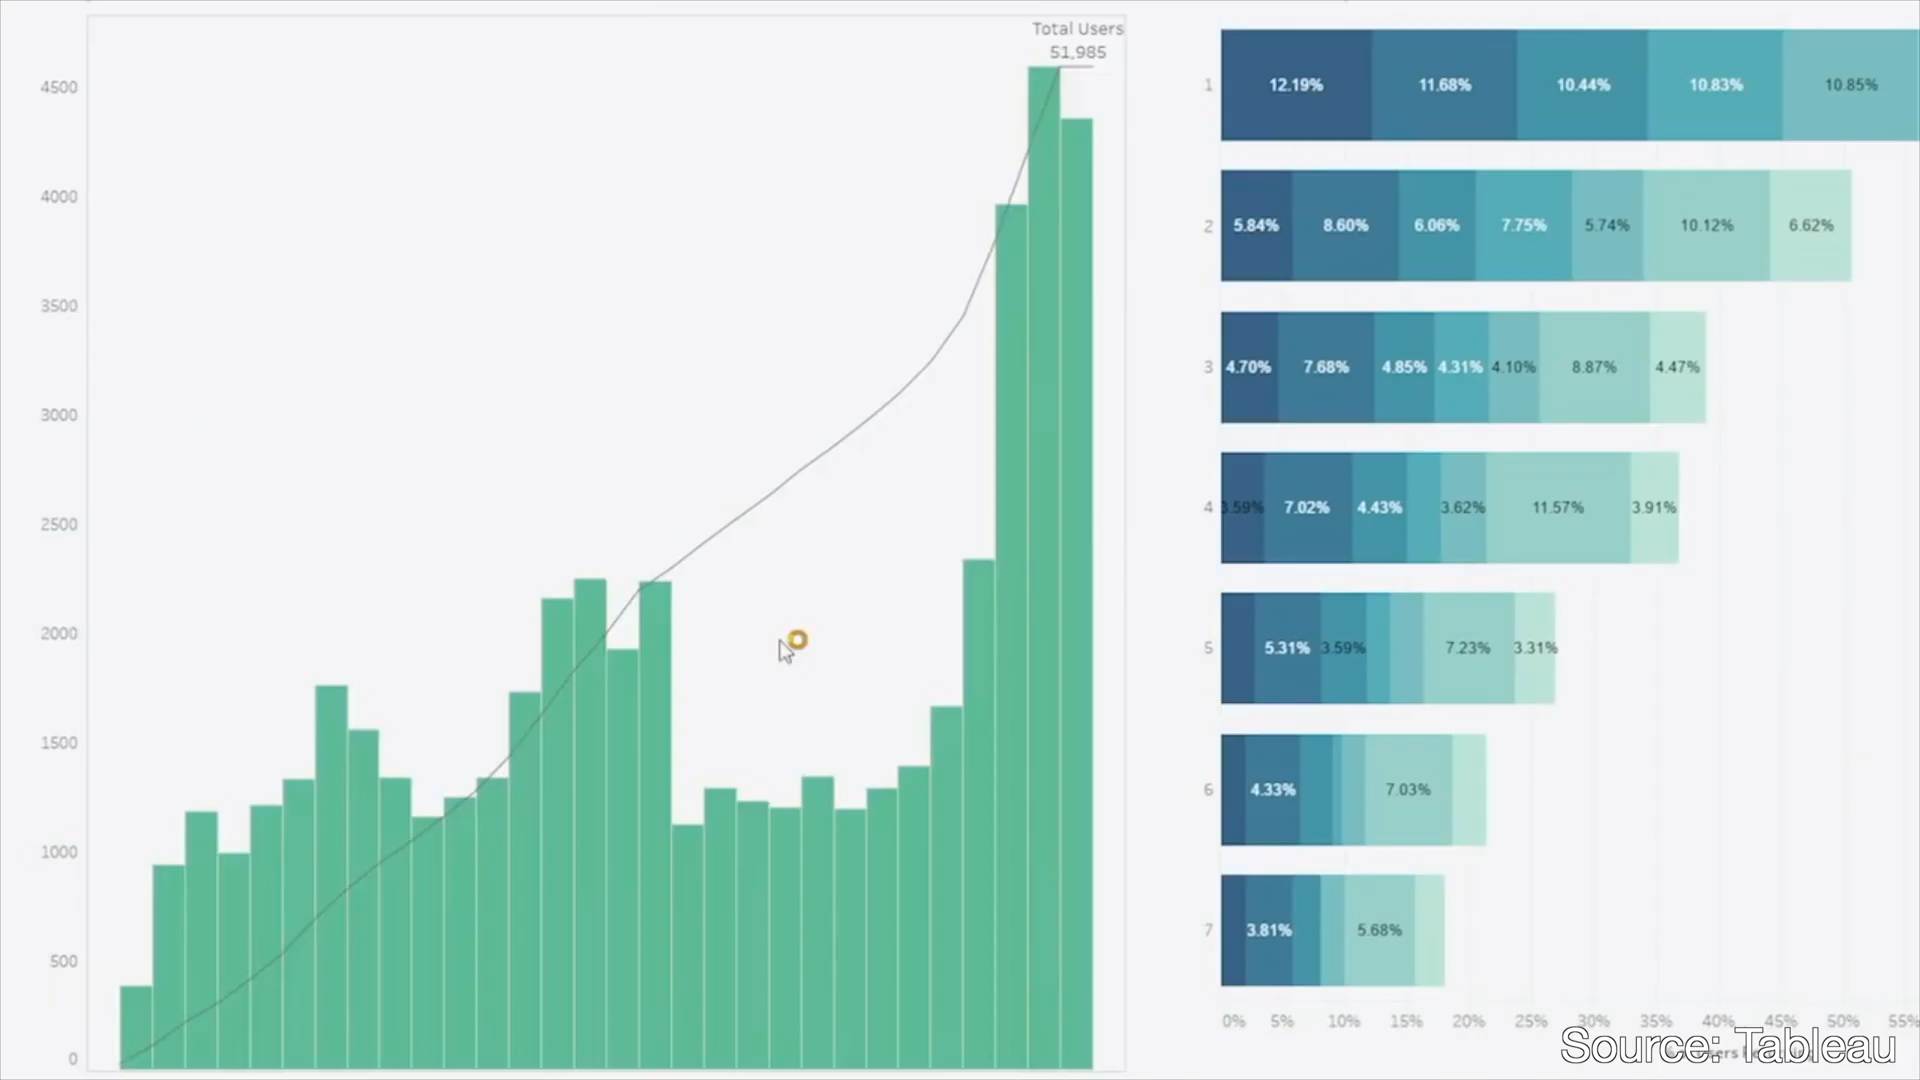 Total Users
51,985
4500
4000
3500
3000
2500
2000
1500
1000
500
0
1 12.19% 11.68% 10.44% 10.83% 10.85%
2 5.84% 8.60% 6.06% 7.75% 5.74% 10.12% 6.62%
3 4.70% 7.68% 4.85% 4.31% 4.10% 8.87% 4.47%
4 3.59% 7.02% 4.43% 3.62% 11.57% 3.91%
5 5.31% 3.59% 7.23% 3.31%
6 4.33% 7.03%
7 3.81% 5.68%
0% 5% 10% 15% 20% 25% 30% 35% 40% 45% 50% 55%
Source: Tableau